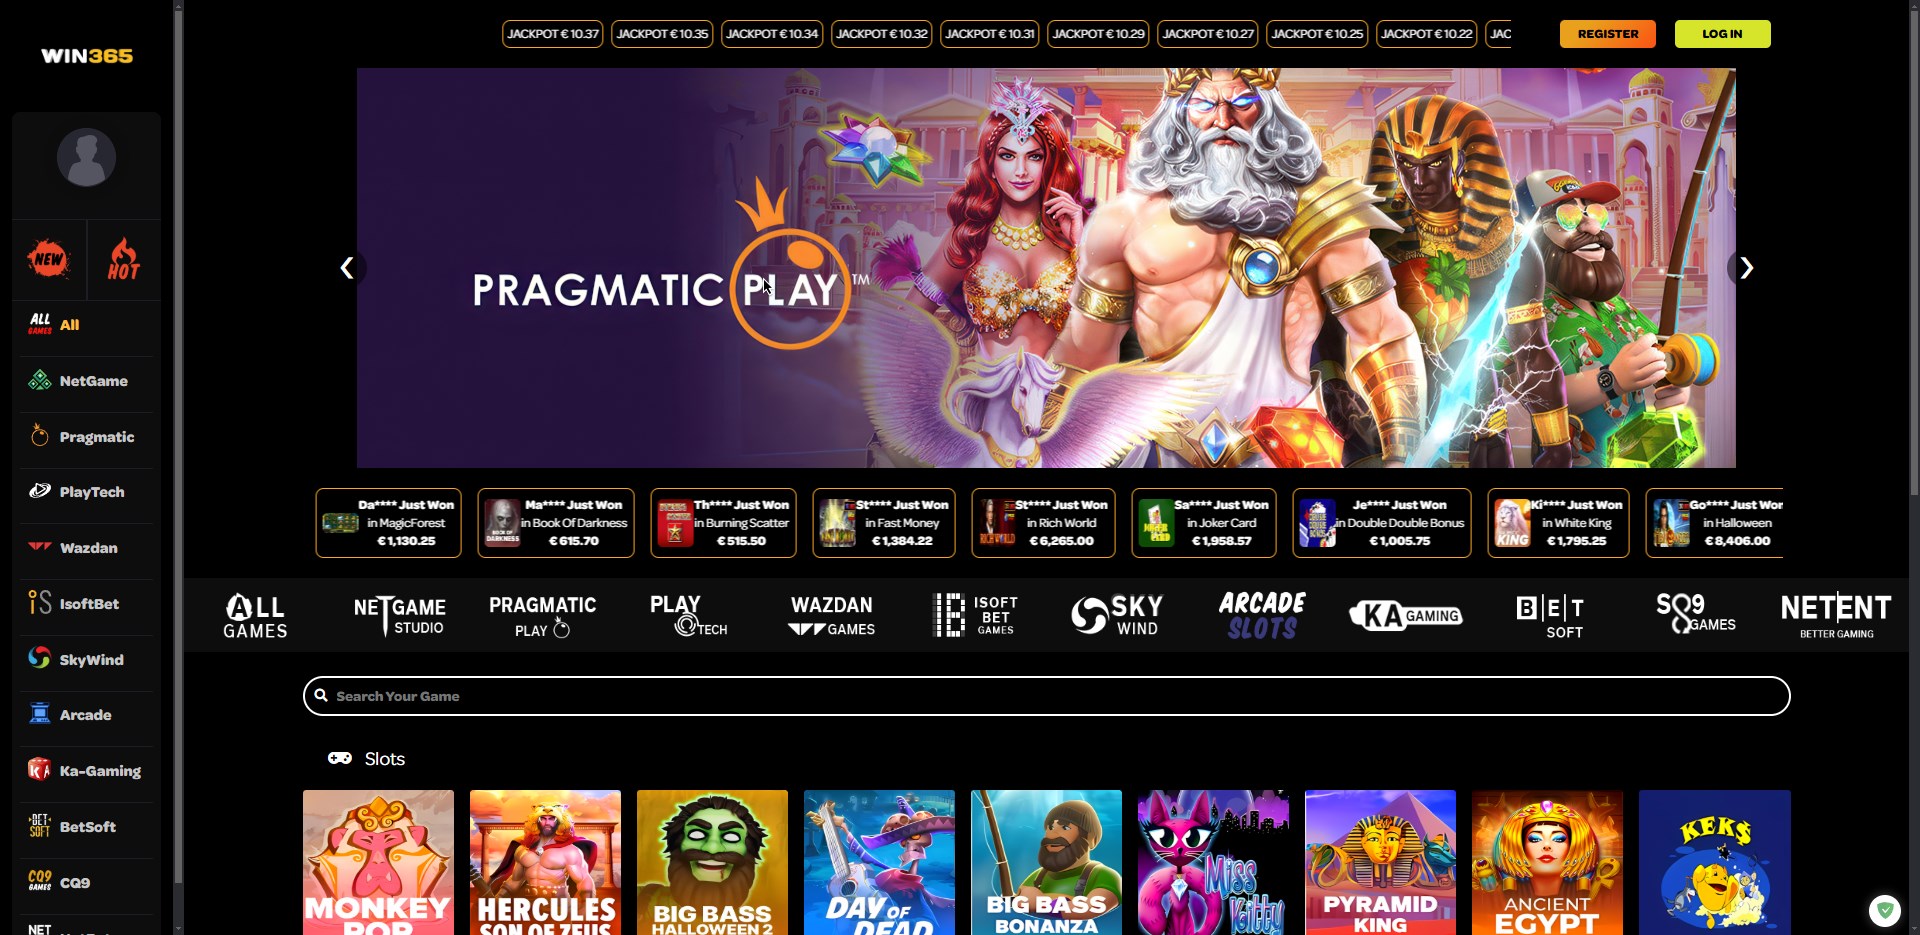 WIN365
JACKPOT € 10.37
JACKPOT € 10.35
JACKPOT € 10.34
JACKPOT € 10.32
JACKPOT € 10.31
JACKPOT € 10.29
JACKPOT € 10.27
JACKPOT € 10.25
JACKPOT € 10.22
JAC
REGISTER
LOG IN
NEW
HOT
ALL GAMES All
NetGame
Pragmatic
PlayTech
Wazdan
iS IsoftBet
SkyWind
Arcade
KA Ka-Gaming
BET SOFT BetSoft
CQ9 GAMES CQ9
NET
PRAGMATIC PLAY™
Da**** Just Won
in MagicForest
€ 1,130.25
Ma**** Just Won
in Book Of Darkness
€ 615.70
Th**** Just Won
in Burning Scatter
€ 515.50
St**** Just Won
in Fast Money
€ 1,384.22
St**** Just Won
in Rich World
€ 6,265.00
Sa**** Just Won
in Joker Card
€ 1,958.57
Je**** Just Won
in Double Double Bonus
€ 1,005.75
Ki**** Just Won
in White King
€ 1,795.25
Go**** Just Won
in Halloween
€ 8,406.00
ALL
GAMES
NETGAME
STUDIO
PRAGMATIC
PLAY
PLAY
TECH
WAZDAN
GAMES
ISOFT
BET
GAMES
SKY
WIND
ARCADE
SLOTS
KA GAMING
B|E|T
SOFT
GAMES
NETENT
BETTER GAMING
Search Your Game
Slots
MONKEY
POP
HERCULES
SON OF ZEUS
BIG BASS
HALLOWEEN 2
DAY OF
DEAD
BIG BASS
BONANZA
Miss
Kitty
PYRAMID
KING
ANCIENT
EGYPT
KEK$